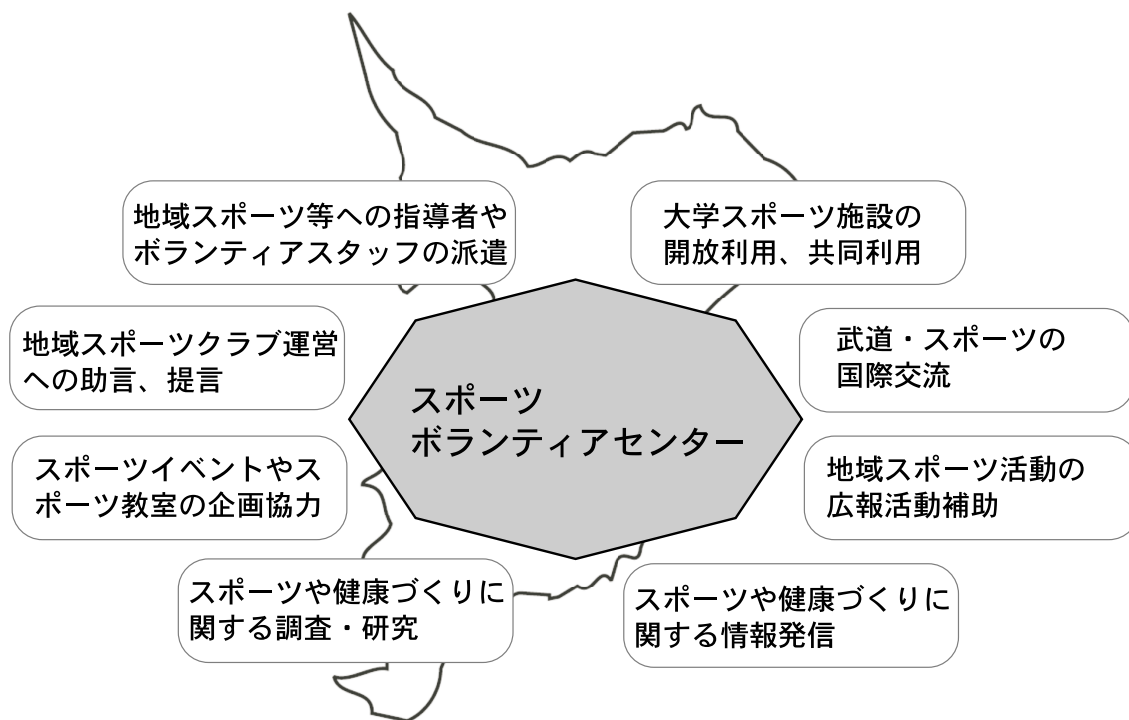 地域スポーツ等への指導者や
ボランティアスタッフの派遣
大学スポーツ施設の
開放利用、共同利用
地域スポーツクラブ運営
への助言、提言
武道・スポーツの
国際交流
スポーツ
ボランティアセンター
スポーツイベントやス
ポーツ教室の企画協力
地域スポーツ活動の
広報活動補助
スポーツや健康づくりに
関する調査・研究
スポーツや健康づくりに
関する情報発信